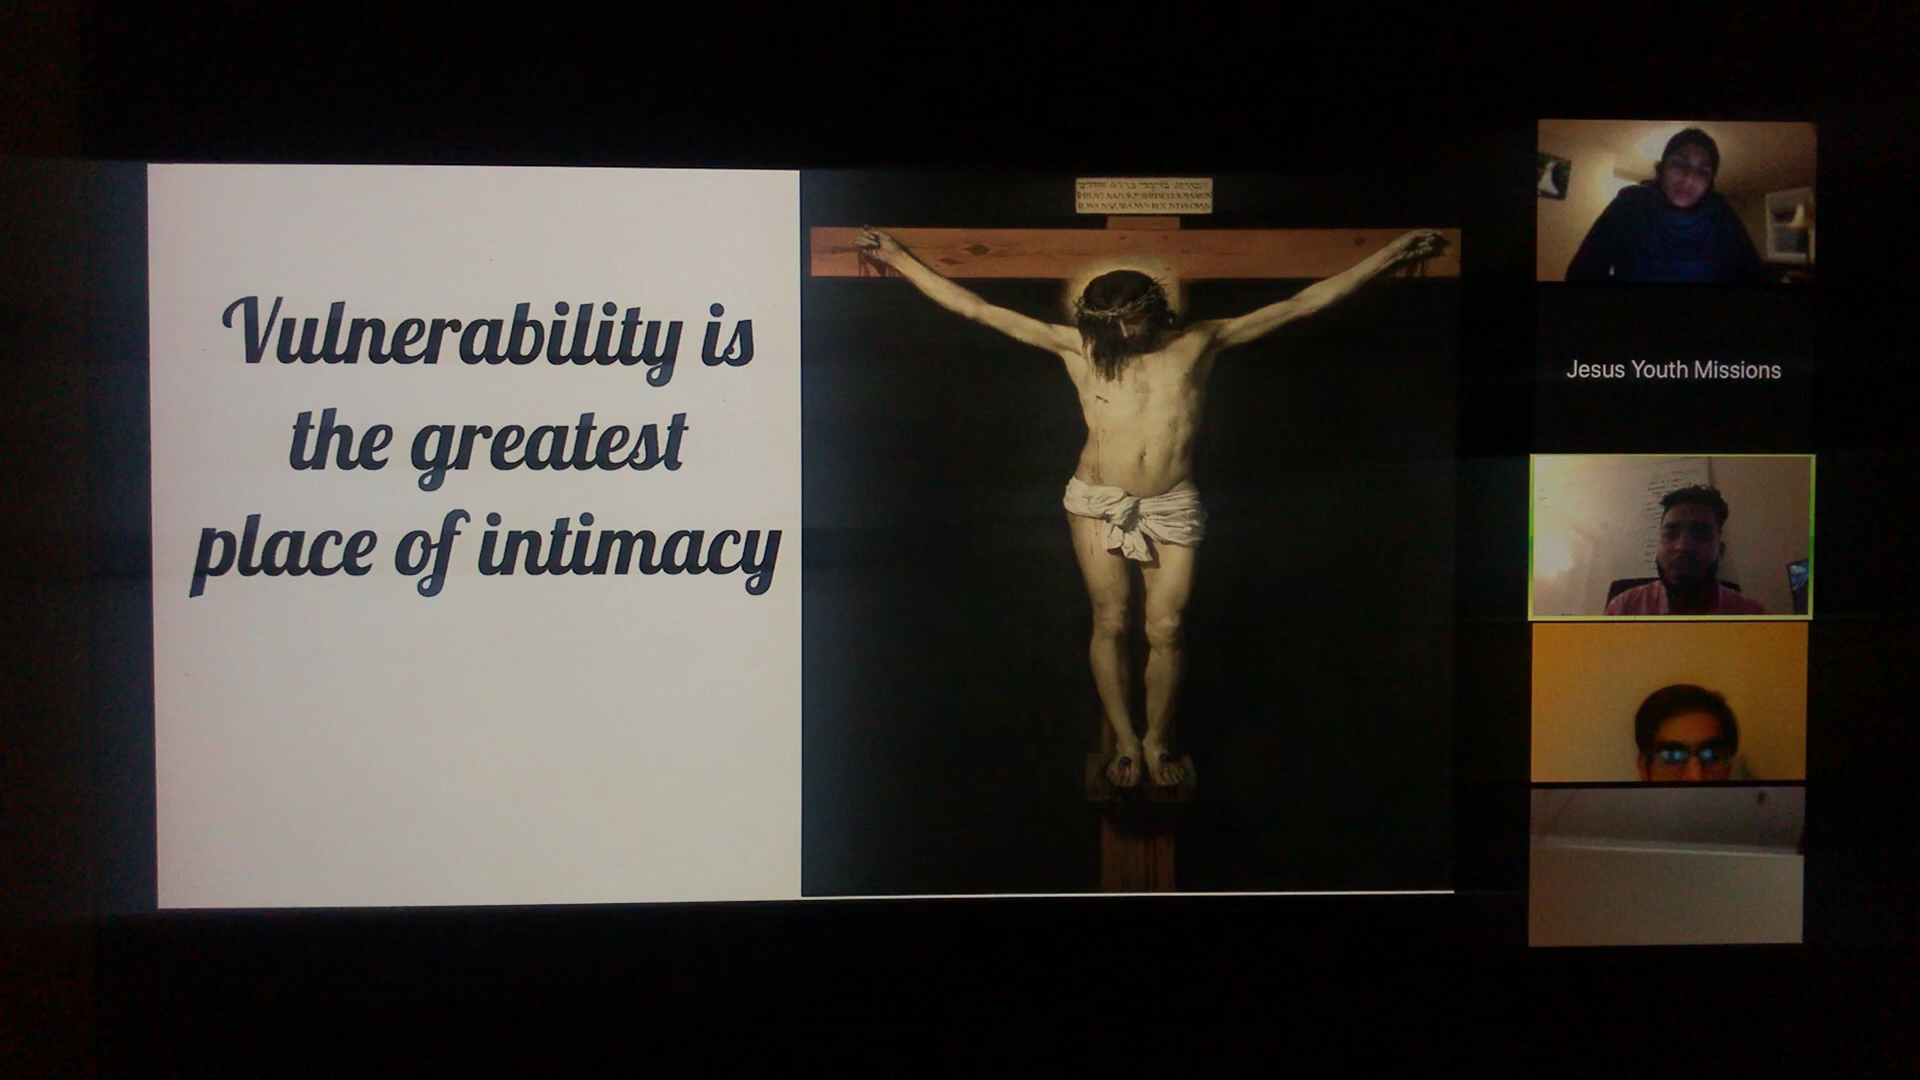 Vulnerability is
the greatest
place of intimacy
Jesus Youth Missions